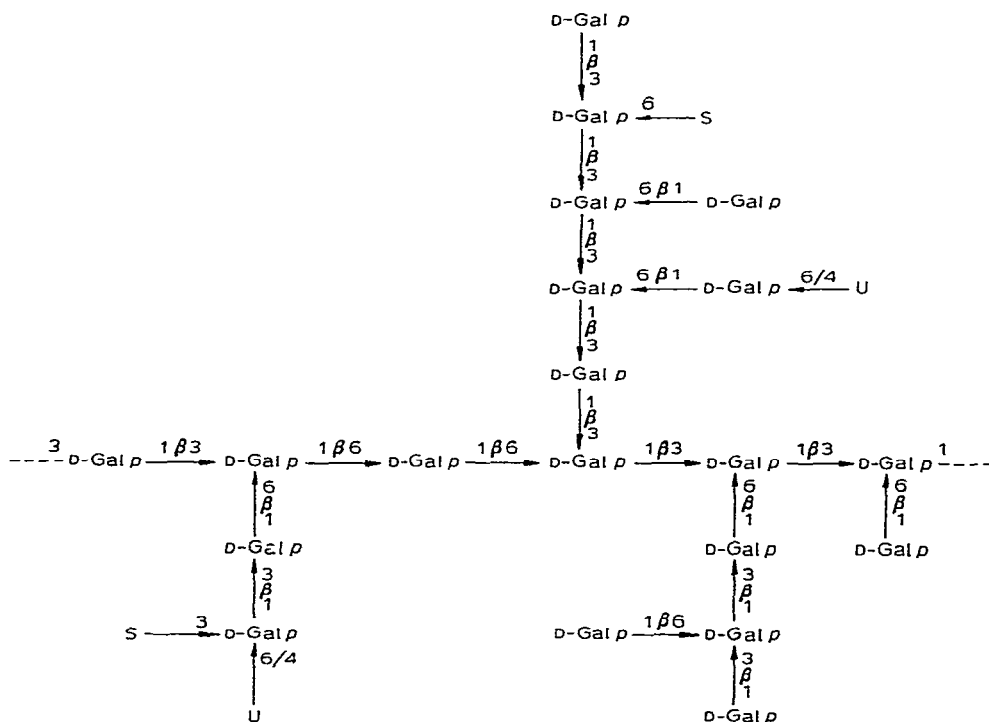 D-Gal p
1
β
3
D-Gal p 6 S
1
β
3
D-Gal p 6 β 1 D-Gal p
1
β
3
D-Gal p 6 β 1 D-Gal p 6/4 U
1
β
3
D-Gal p
1
β
3
3 D-Gal p 1 β 3 D-Gal p 1 β 6 D-Gal p 1 β 6 D-Gal p 1 β 3 D-Gal p 1 β 3 D-Gal p 1
6 6 6
β β β
1 1 1
D-Gal p D-Gal p D-Gal p
3 3
β β
1 1
S 3 D-Gal p D-Gal p 1 β 6 D-Gal p
6/4 3
β
1
U D-Gal p